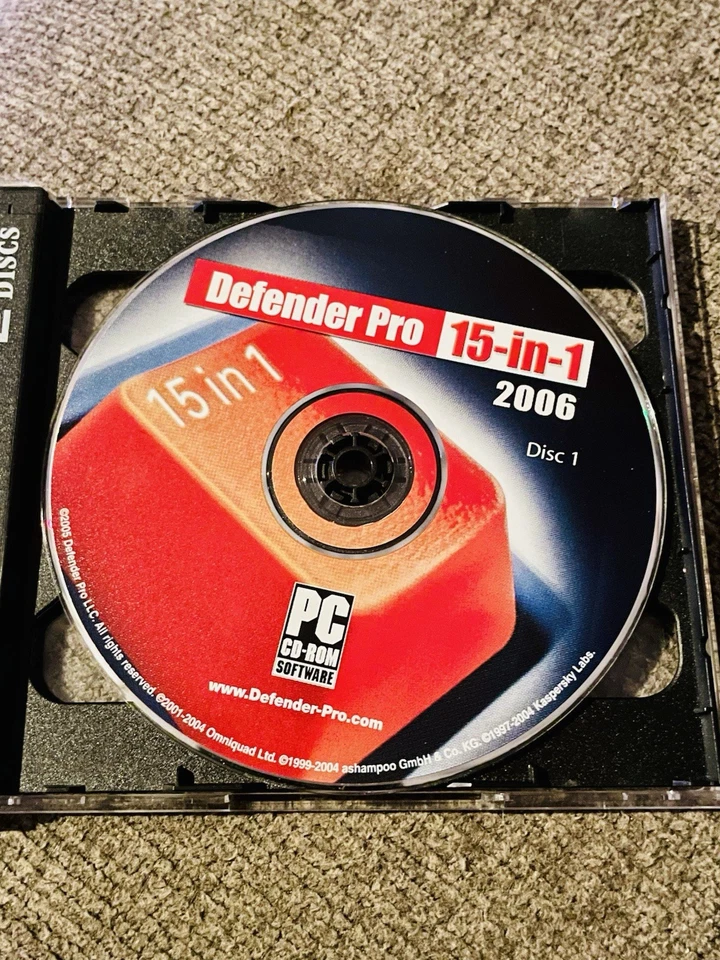 DISCS
Defender Pro 15-in-1
2006
15 in 1
Disc 1
PC
CD-ROM
SOFTWARE
www.Defender-Pro.com
©2005 Defender Pro LLC. All rights reserved. ©2001-2004 Omniquad Ltd. ©1999-2004 ashampoo GmbH & Co. KG. ©1997-2004 Kaspersky Labs.